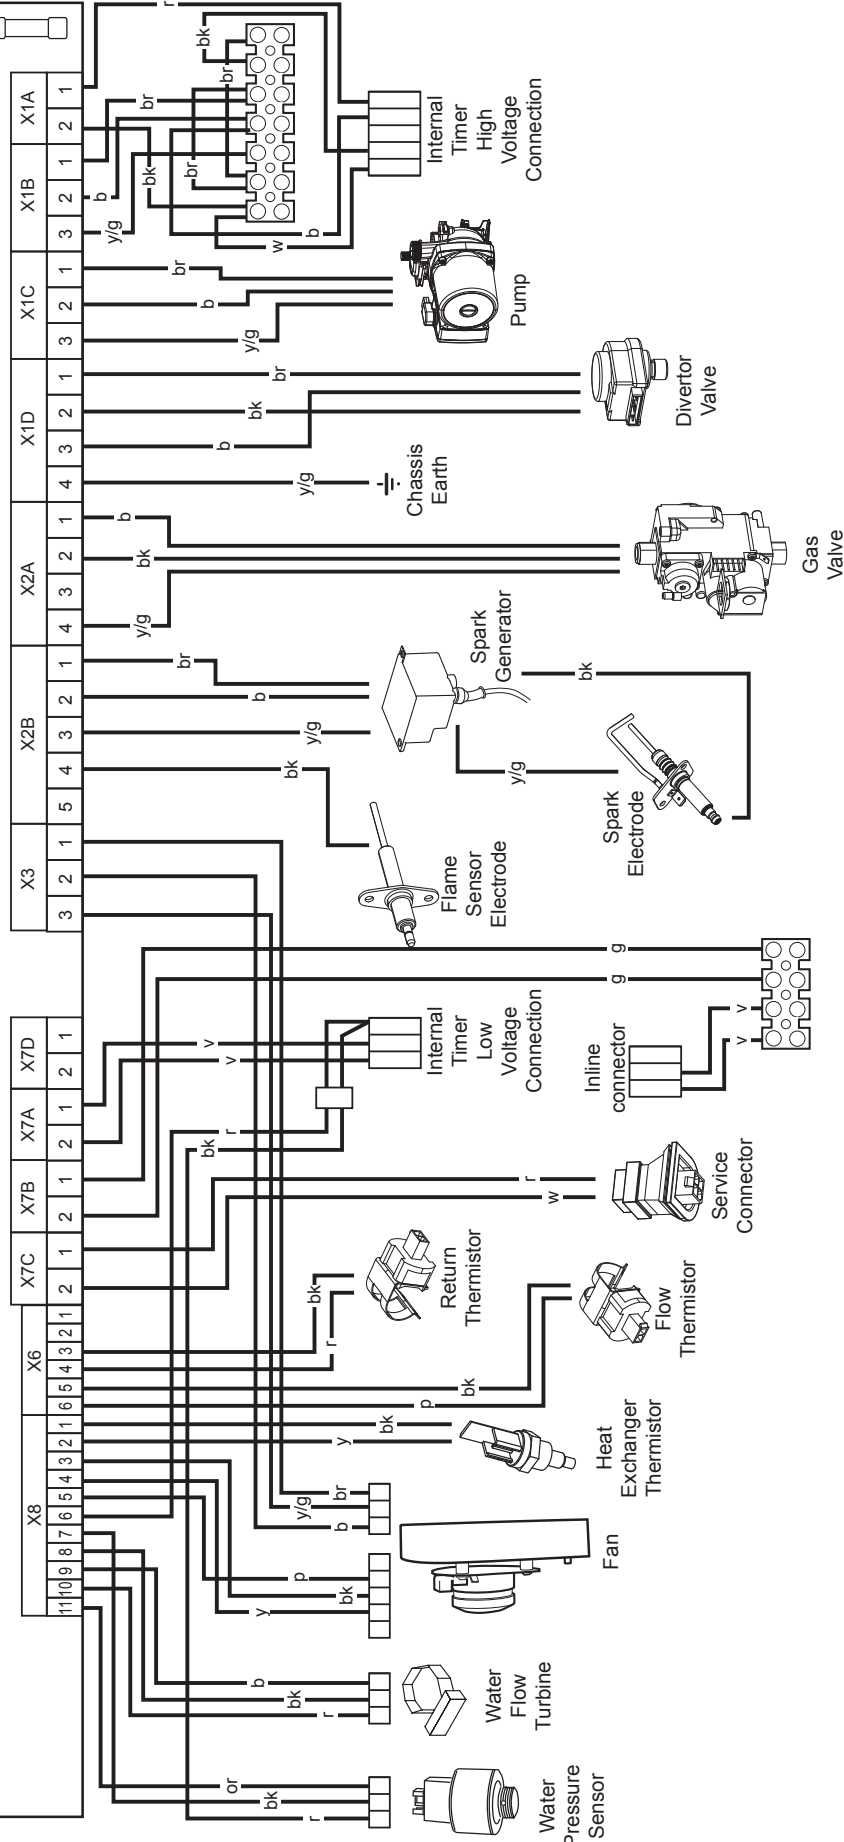 X8 X6 X7C X7B X7A X7D X3 X2B X2A X1D X1C X1B X1A
11 10 9 8 7 6 5 4 3 2 1 6 5 4 3 2 1 2 1 2 1 2 1 2 1 3 2 1 5 4 3 2 1 4 3 2 1 4 3 2 1 3 2 1 3 2 1 2 1
r
bk
or
Water
Pressure
Sensor
r
bk
b
Water
Flow
Turbine
y
bk
p
b
y/g
br
Fan
y
bk
Heat
Exchanger
Thermistor
p
bk
Flow
Thermistor
r
bk
Return
Thermistor
w
r
Service
Connector
bk
r
v
v
Internal
Timer
Low
Voltage
Connection
Inline
connector
v
v
g
g
bk
Flame
Sensor
Electrode
y/g
b
br
Spark
Generator
y/g
bk
Spark
Electrode
y/g
bk
b
Gas
Valve
y/g
Chassis
Earth
b
bk
br
Divertor
Valve
y/g
b
br
Pump
y/g
b
bk
br
br
br
bk
r
w
b
Internal
Timer
High
Voltage
Connection